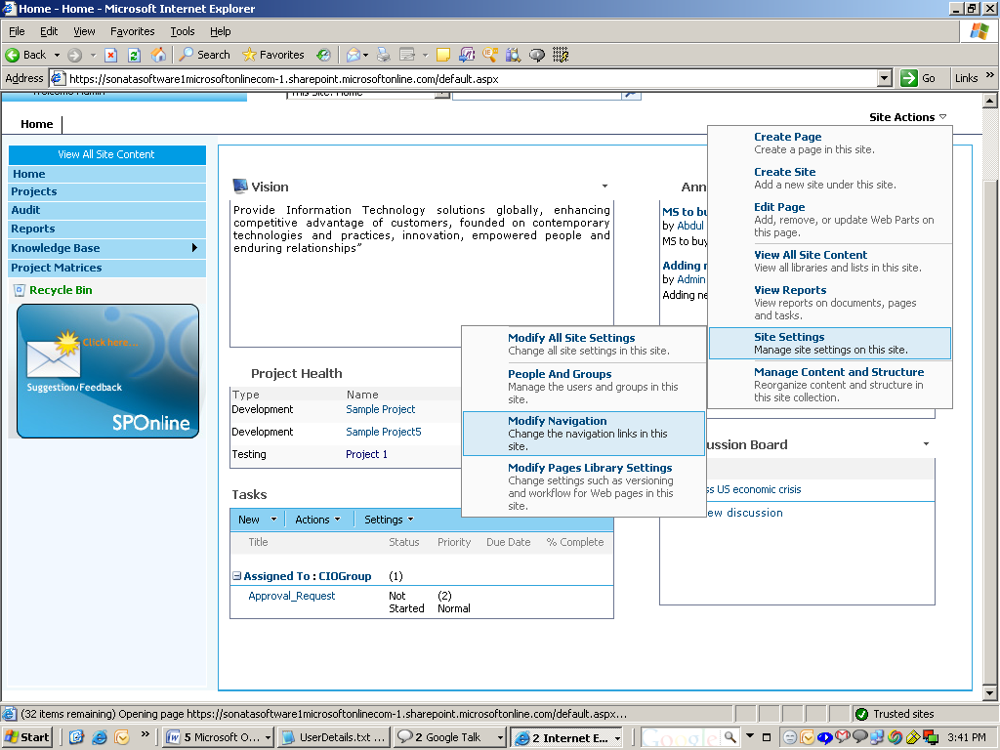 Home - Home - Microsoft Internet Explorer
File Edit View Favorites Tools Help
Back Search Favorites
Address https://sonatasoftware1microsoftonlinecom-1.sharepoint.microsoftonline.com/default.aspx Go Links »
Welcome Admin This Site: Home
Home Site Actions
View All Site Content
Home
Projects
Audit
Reports
Knowledge Base
Project Matrices
Recycle Bin
Click here...
Suggestion/Feedback
SPOnline
Vision
Provide Information Technology solutions globally, enhancing
competitive advantage of customers, founded on contemporary
technologies and practices, innovation, empowered people and
enduring relationships”
Project Health
Type Name
Development Sample Project
Development Sample Project5
Testing Project 1
Tasks
New Actions Settings
Title Status Priority Due Date % Complete
Assigned To : CIOGroup (1)
Approval_Request Not Started (2) Normal
Ann
MS to bu
by Abdul
MS to buy
Adding n
by Admin
Adding ne
ussion Board
ss US economic crisis
ew discussion
Create Page
Create a page in this site.
Create Site
Add a new site under this site.
Edit Page
Add, remove, or update Web Parts on
this page.
View All Site Content
View all libraries and lists in this site.
View Reports
View reports on documents, pages
and tasks.
Site Settings
Manage site settings on this site.
Manage Content and Structure
Reorganize content and structure in
this site collection.
Modify All Site Settings
Change all site settings in this site.
People And Groups
Manage the users and groups in this
site.
Modify Navigation
Change the navigation links in this
site.
Modify Pages Library Settings
Change settings such as versioning
and workflow for Web pages in this
site.
(32 items remaining) Opening page https://sonatasoftware1microsoftonlinecom-1.sharepoint.microsoftonline.com/default.aspx... Trusted sites
Start » 5 Microsoft O... UserDetails.txt ... 2 Google Talk 2 Internet E... Google 3:41 PM